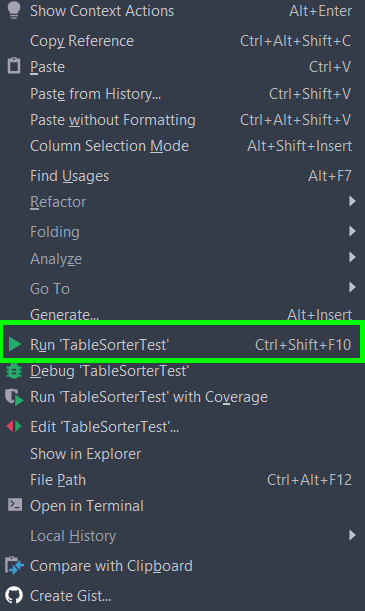 Show Context Actions Alt+Enter
Copy Reference Ctrl+Alt+Shift+C
Paste Ctrl+V
Paste from History... Ctrl+Shift+V
Paste without Formatting Ctrl+Alt+Shift+V
Column Selection Mode Alt+Shift+Insert
Find Usages Alt+F7
Refactor
Folding
Analyze
Go To
Generate... Alt+Insert
Run 'TableSorterTest' Ctrl+Shift+F10
Debug 'TableSorterTest'
Run 'TableSorterTest' with Coverage
Edit 'TableSorterTest'...
Show in Explorer
File Path Ctrl+Alt+F12
Open in Terminal
Local History
Compare with Clipboard
Create Gist...